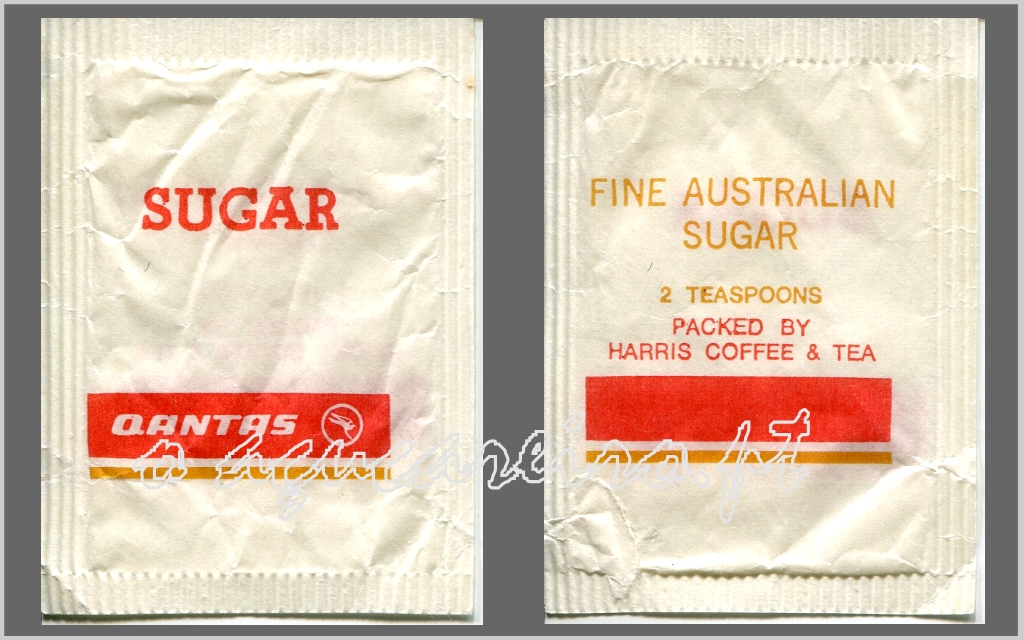 SUGAR
QANTAS
FINE AUSTRALIAN
SUGAR
2 TEASPOONS
PACKED BY
HARRIS COFFEE & TEA